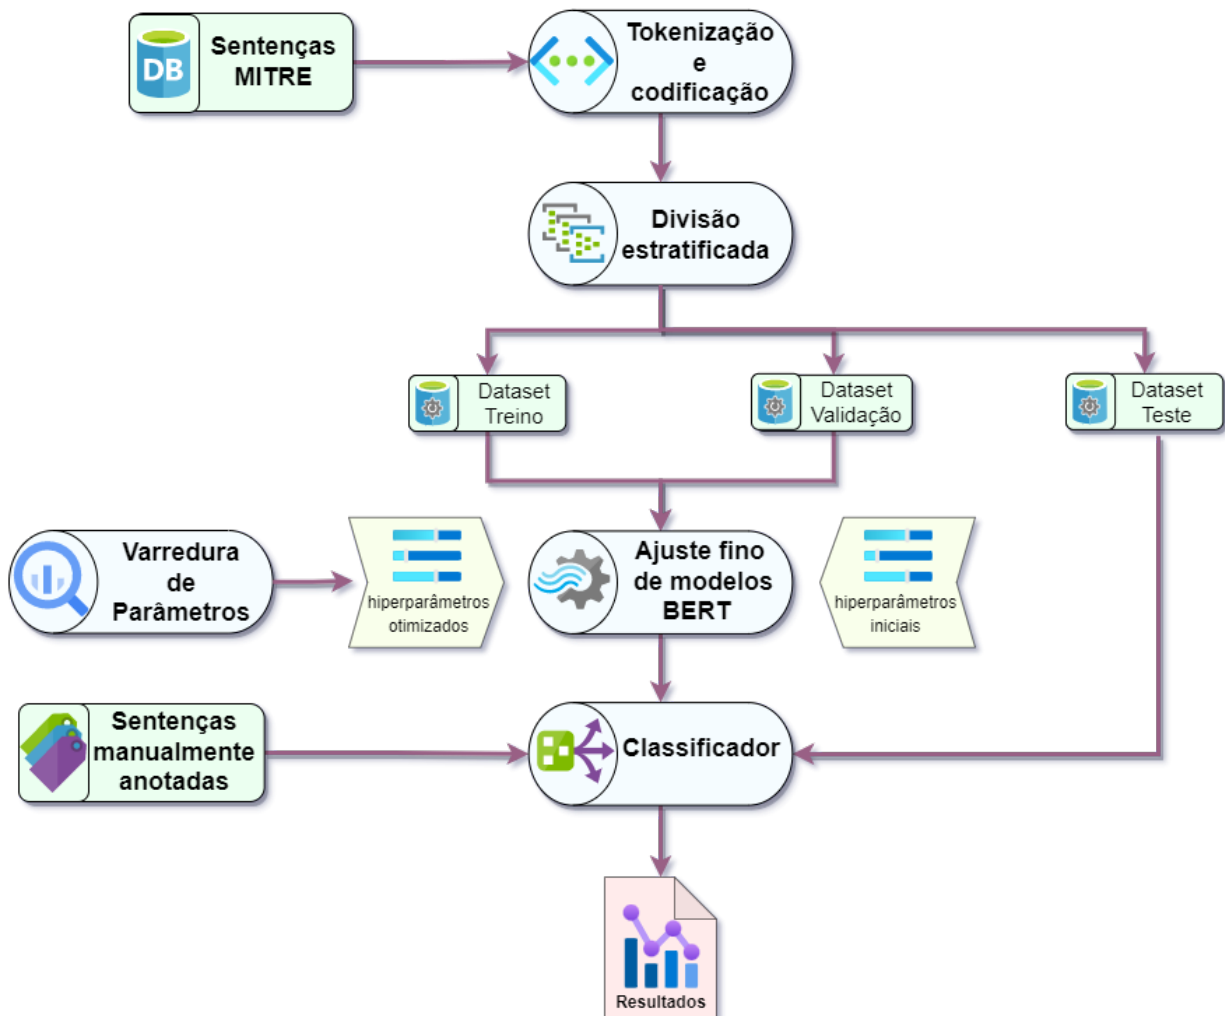 DB
Sentenças
MITRE
Tokenização
e
codificação
Divisão
estratificada
Dataset
Treino
Dataset
Validação
Dataset
Teste
Varredura
de
Parâmetros
hiperparâmetros
otimizados
Ajuste fino
de modelos
BERT
hiperparâmetros
iniciais
Sentenças
manualmente
anotadas
Classificador
Resultados